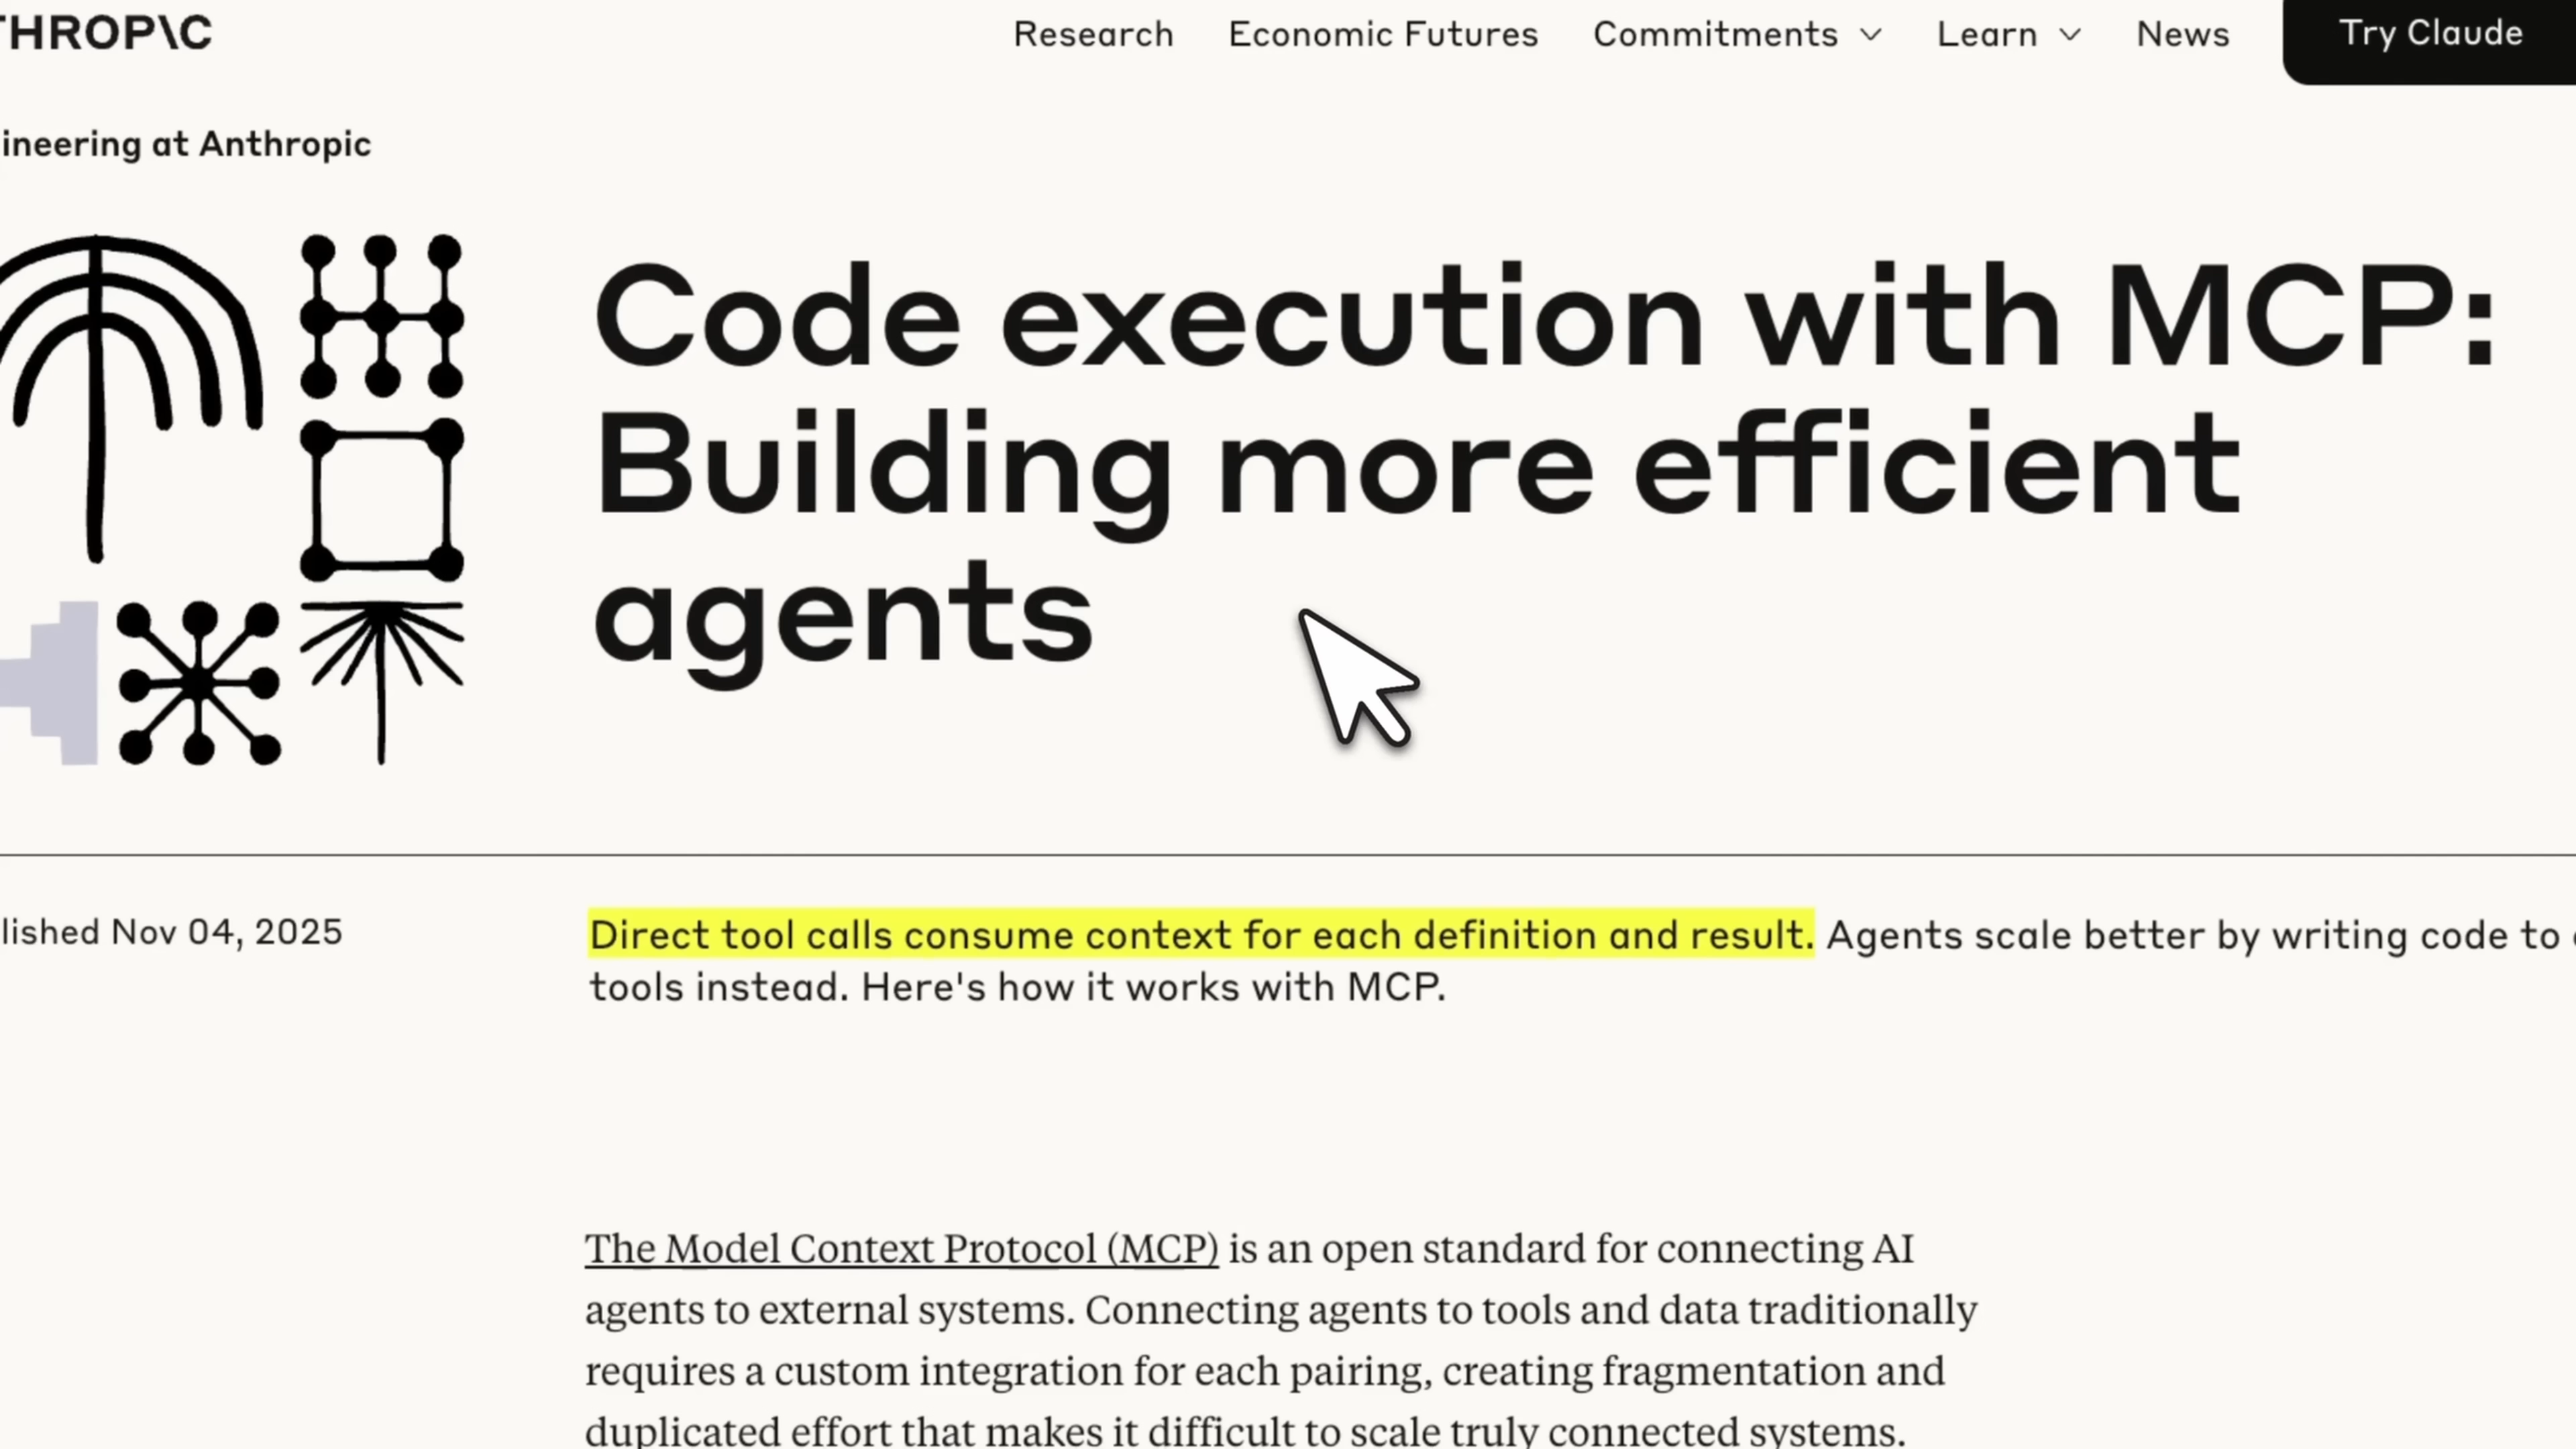 THROP\C
Research Economic Futures Commitments Learn News Try Claude
ineering at Anthropic
Code execution with MCP:
Building more efficient
agents
lished Nov 04, 2025
Direct tool calls consume context for each definition and result. Agents scale better by writing code to
tools instead. Here's how it works with MCP.
The Model Context Protocol (MCP) is an open standard for connecting AI
agents to external systems. Connecting agents to tools and data traditionally
requires a custom integration for each pairing, creating fragmentation and
duplicated effort that makes it difficult to scale truly connected systems.